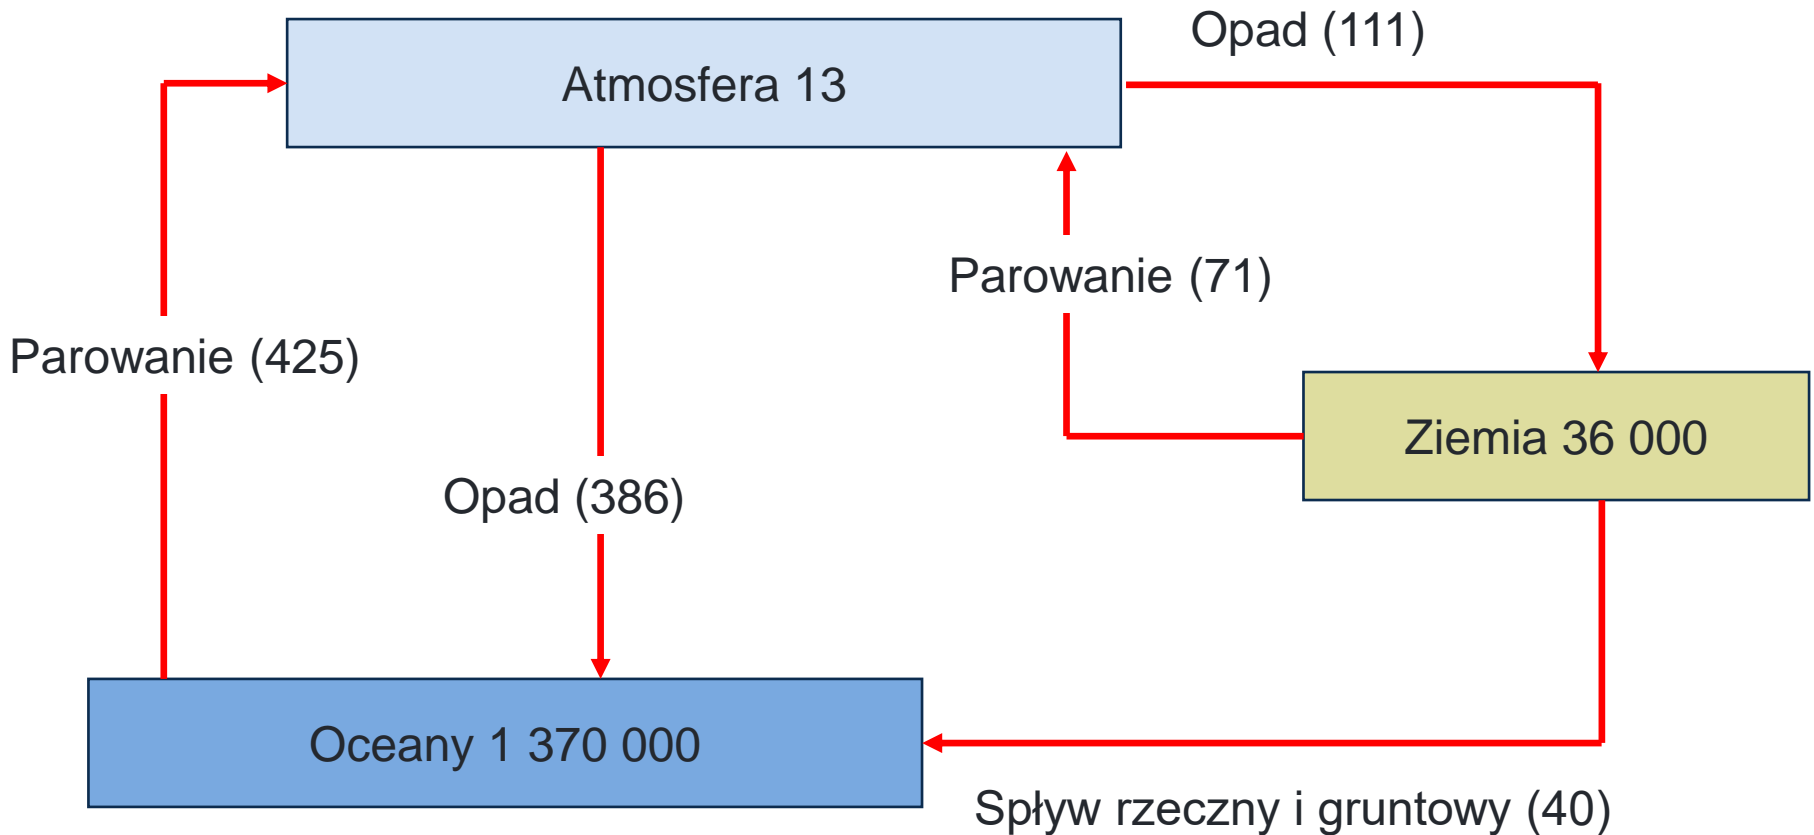 Opad (111)
Atmosfera 13
Parowanie (71)
Parowanie (425)
Ziemia 36 000
Opad (386)
Oceany 1 370 000
Spływ rzeczny i gruntowy (40)